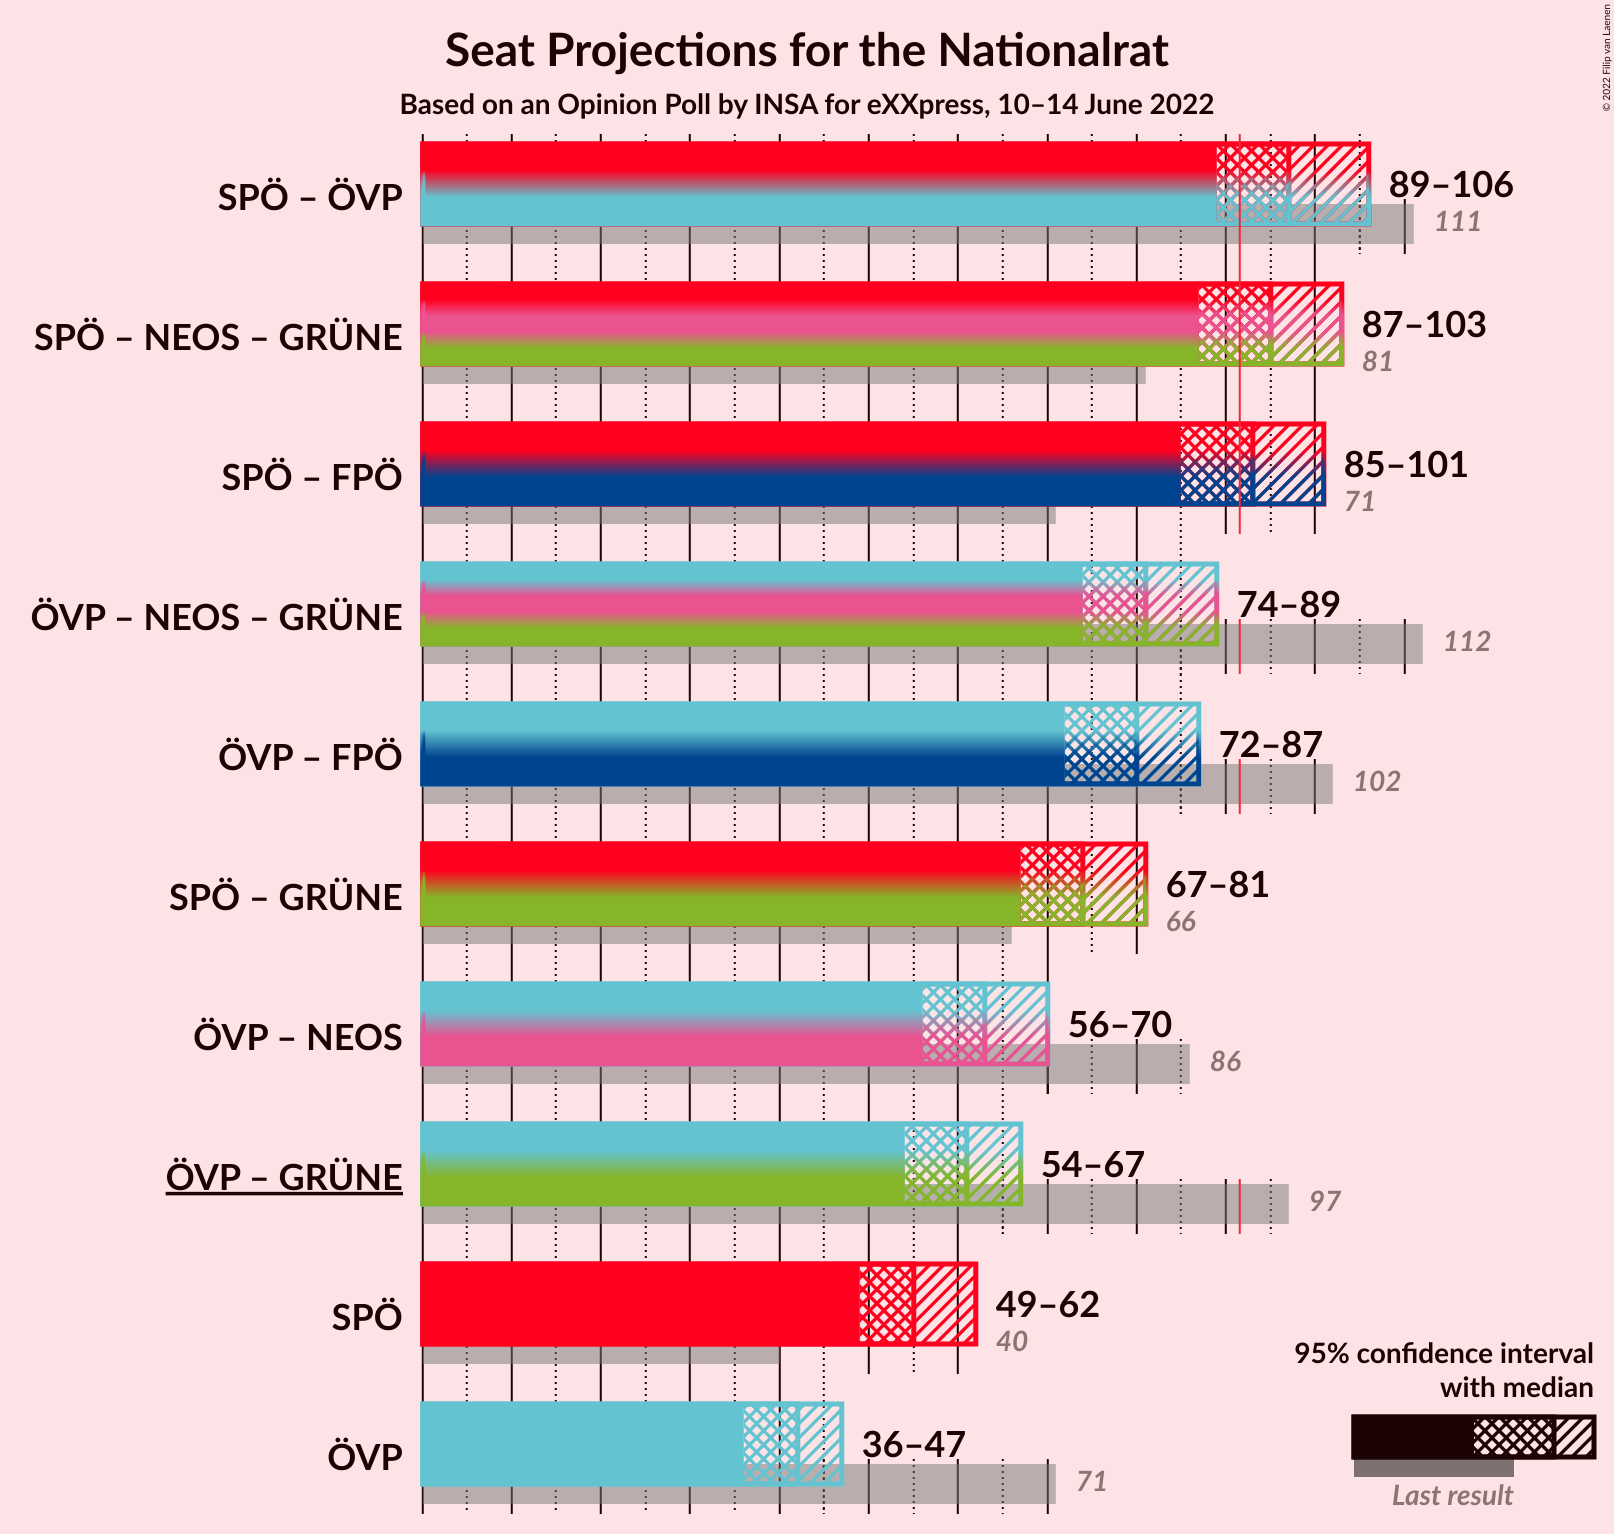 Seat Projections for the Nationalrat
Based on an Opinion Poll by INSA for eXXpress, 10–14 June 2022
© 2022 Filip van Laenen
SPÖ – ÖVP
89–106
111
SPÖ – NEOS – GRÜNE
87–103
81
SPÖ – FPÖ
85–101
71
ÖVP – NEOS – GRÜNE
74–89
112
ÖVP – FPÖ
72–87
102
SPÖ – GRÜNE
67–81
66
ÖVP – NEOS
56–70
86
ÖVP – GRÜNE
54–67
97
SPÖ
49–62
40
ÖVP
36–47
71
95% confidence interval
with median
Last result